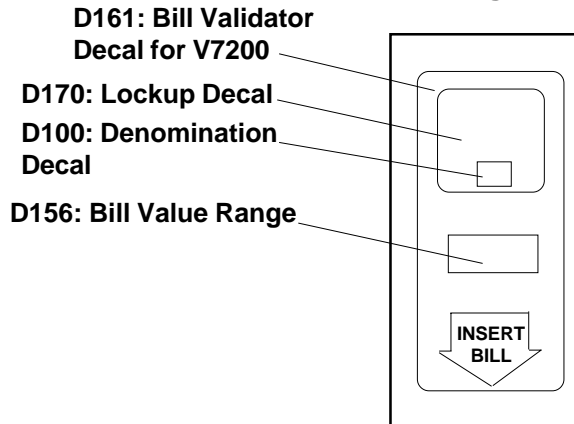 D161: Bill Validator
Decal for V7200
D170: Lockup Decal
D100: Denomination
Decal
D156: Bill Value Range
INSERT
BILL